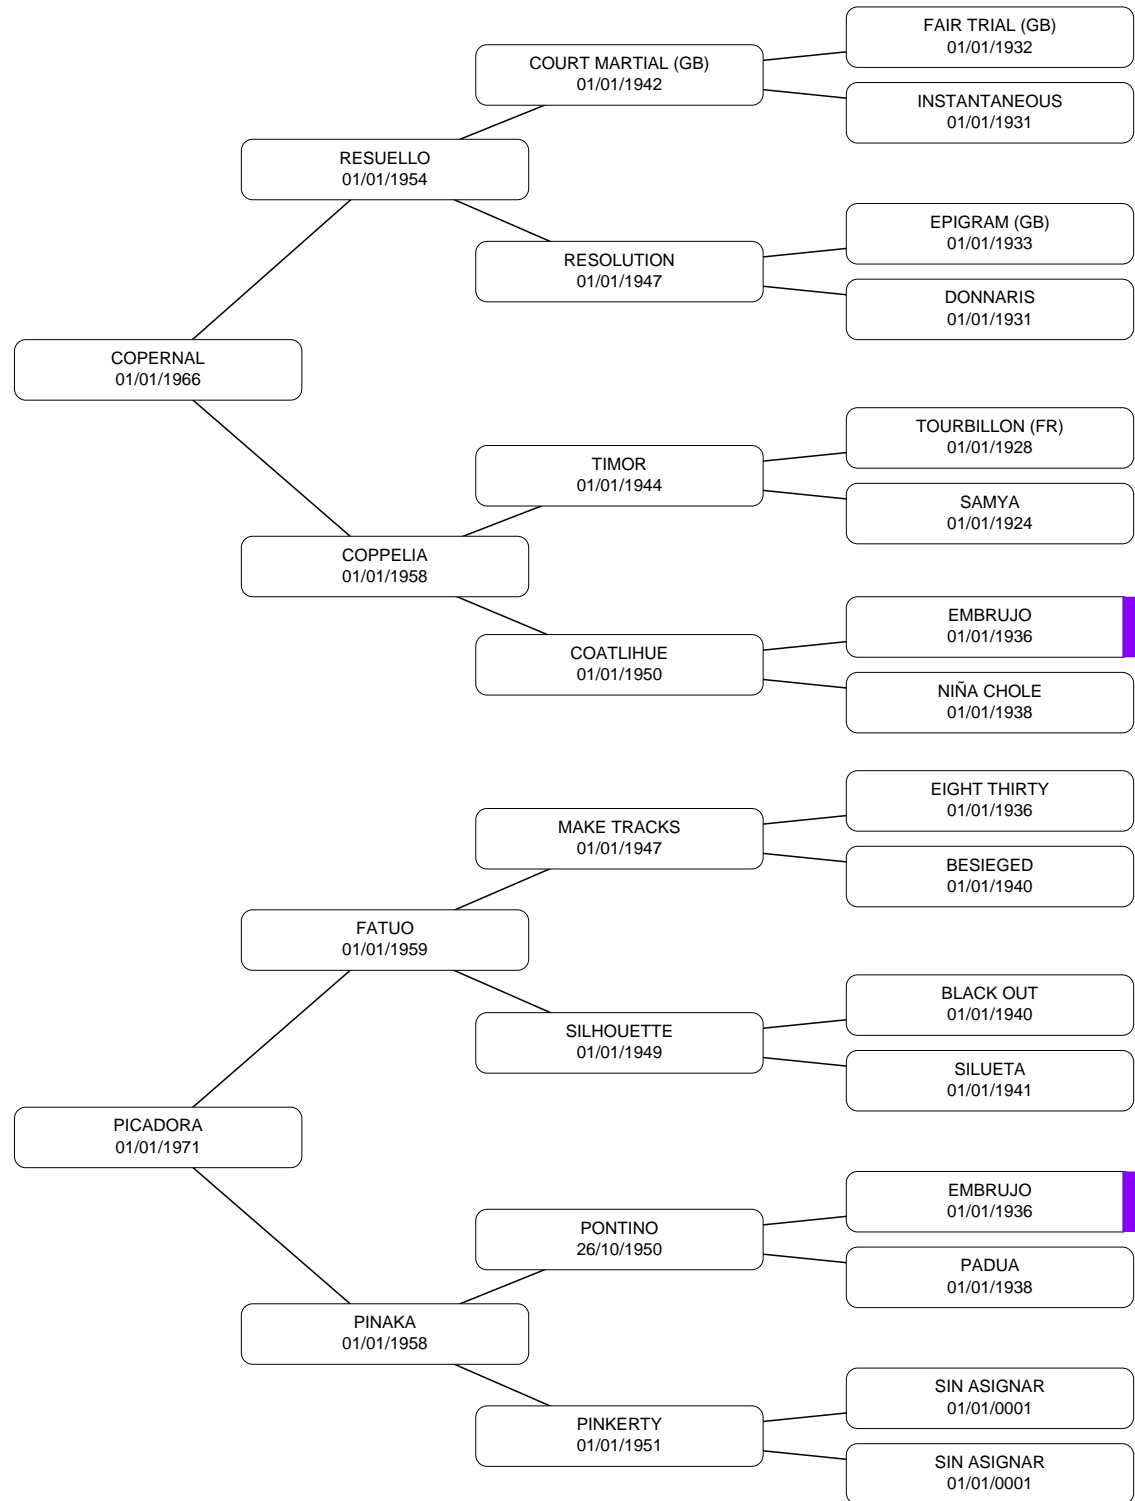 FAIR TRIAL (GB)
01/01/1932
COURT MARTIAL (GB)
01/01/1942
INSTANTANEOUS
01/01/1931
RESUELLO
01/01/1954
EPIGRAM (GB)
01/01/1933
RESOLUTION
01/01/1947
DONNARIS
01/01/1931
COPERNAL
01/01/1966
TOURBILLON (FR)
01/01/1928
TIMOR
01/01/1944
SAMYA
01/01/1924
COPPELIA
01/01/1958
EMBRUJO
01/01/1936
COATLIHUE
01/01/1950
NIÑA CHOLE
01/01/1938
EIGHT THIRTY
01/01/1936
MAKE TRACKS
01/01/1947
BESIEGED
01/01/1940
FATUO
01/01/1959
BLACK OUT
01/01/1940
SILHOUETTE
01/01/1949
SILUETA
01/01/1941
PICADORA
01/01/1971
EMBRUJO
01/01/1936
PONTINO
26/10/1950
PADUA
01/01/1938
PINAKA
01/01/1958
SIN ASIGNAR
01/01/0001
PINKERTY
01/01/1951
SIN ASIGNAR
01/01/0001